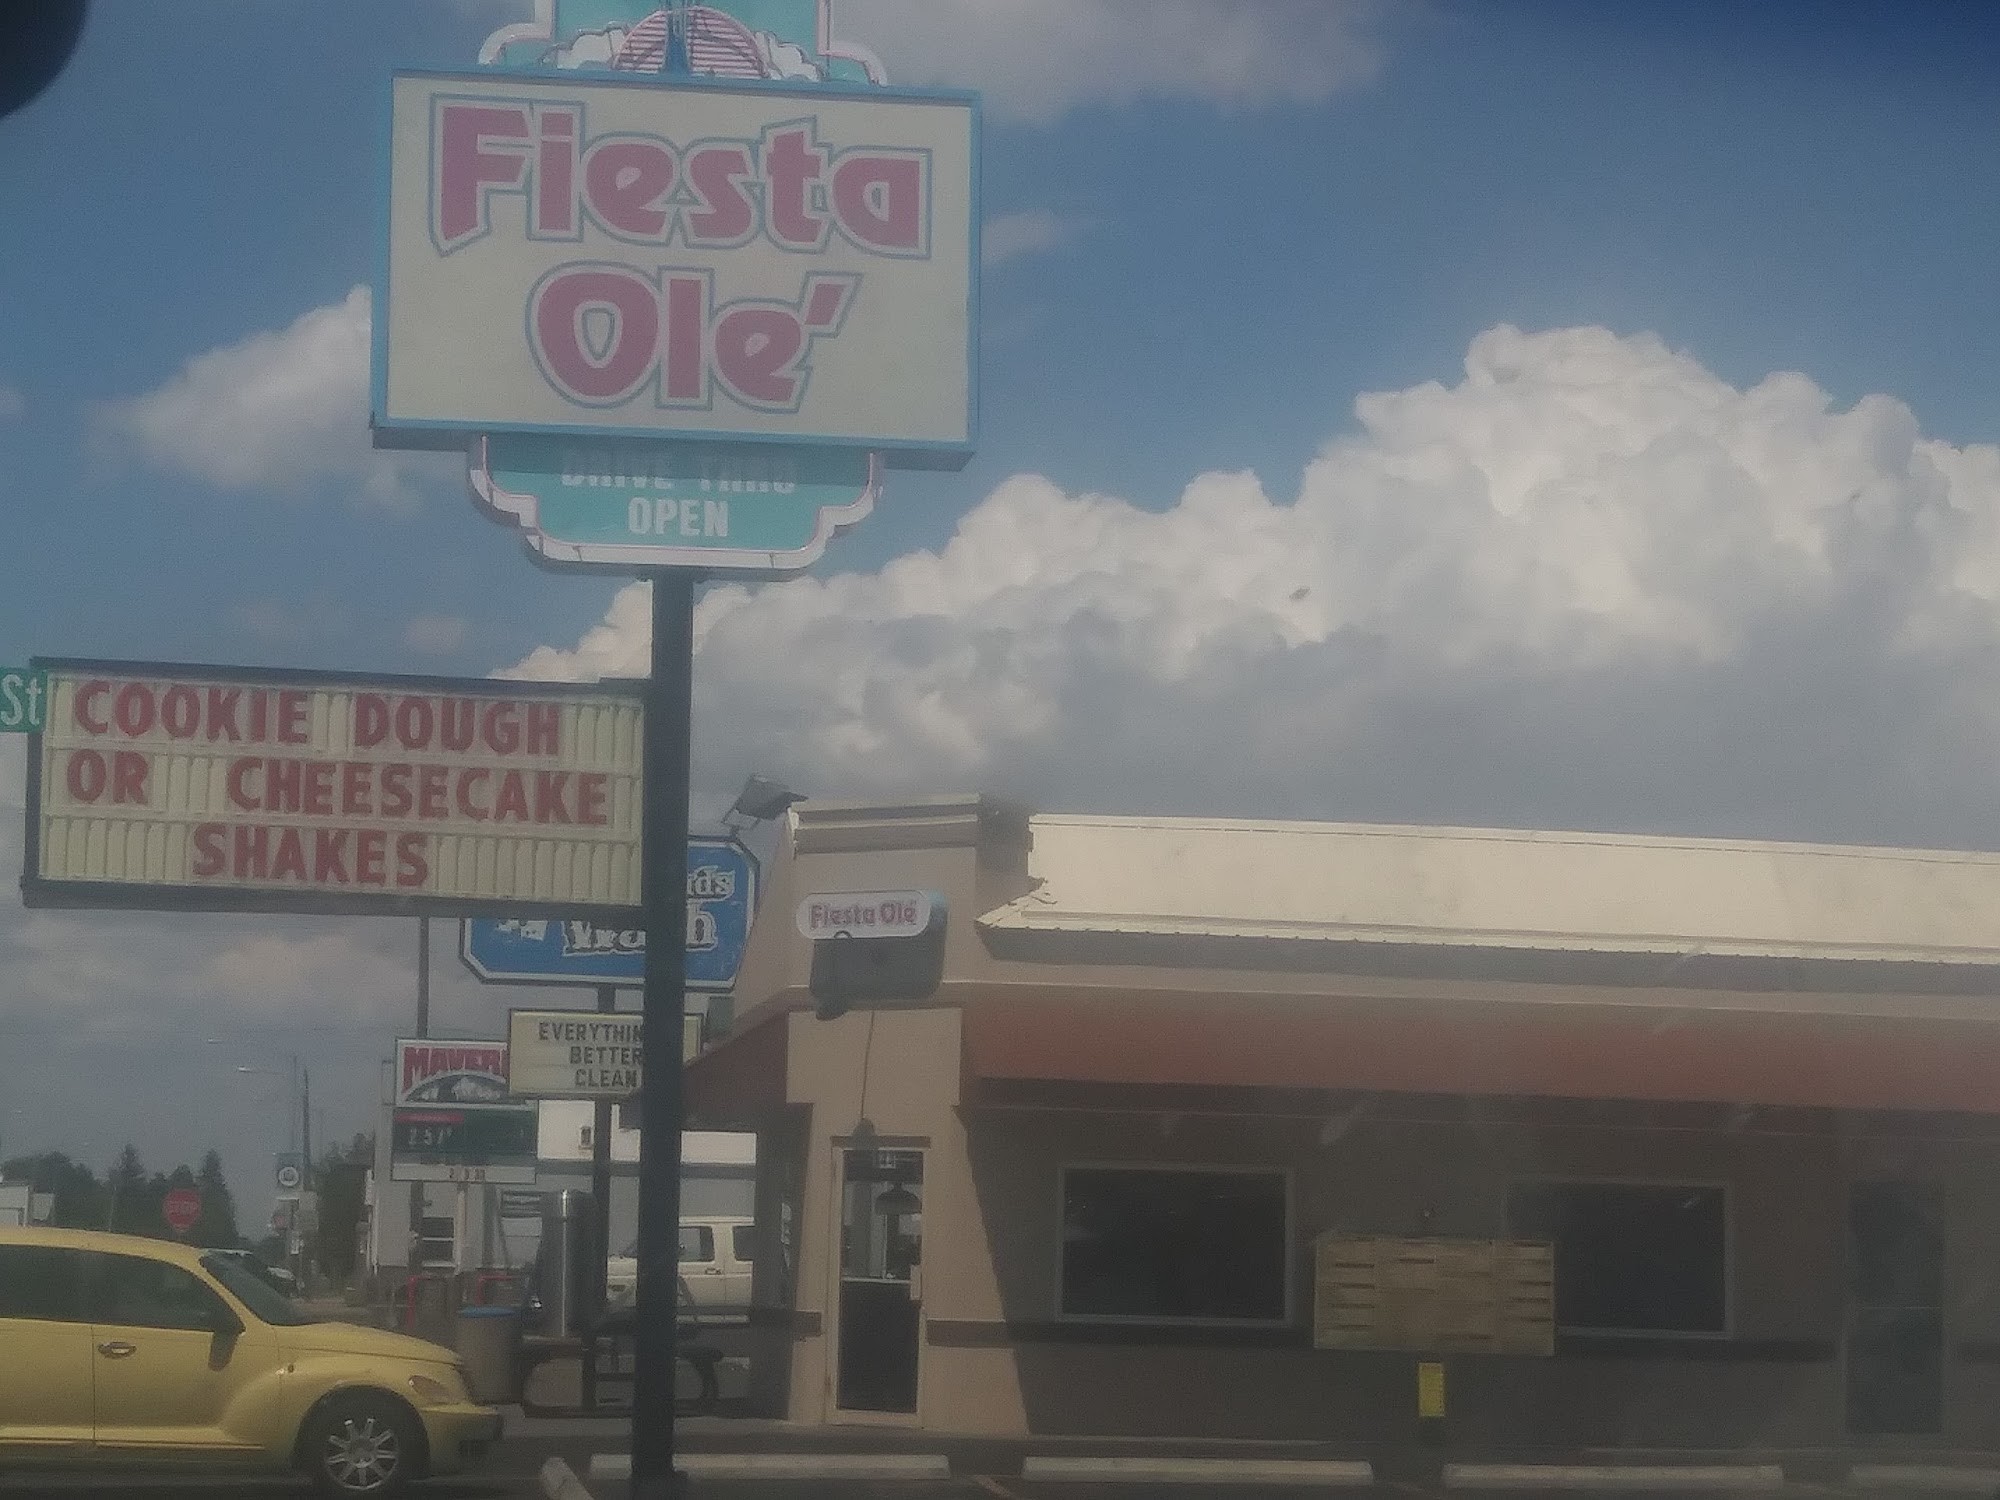 Fiesta
Olé
DRIVE THRU
OPEN
St
COOKIE DOUGH
OR CHEESECAKE
SHAKES
Fiesta Olé
EVERYTHIN
BETTER
CLEAN
MAVERI
STOP